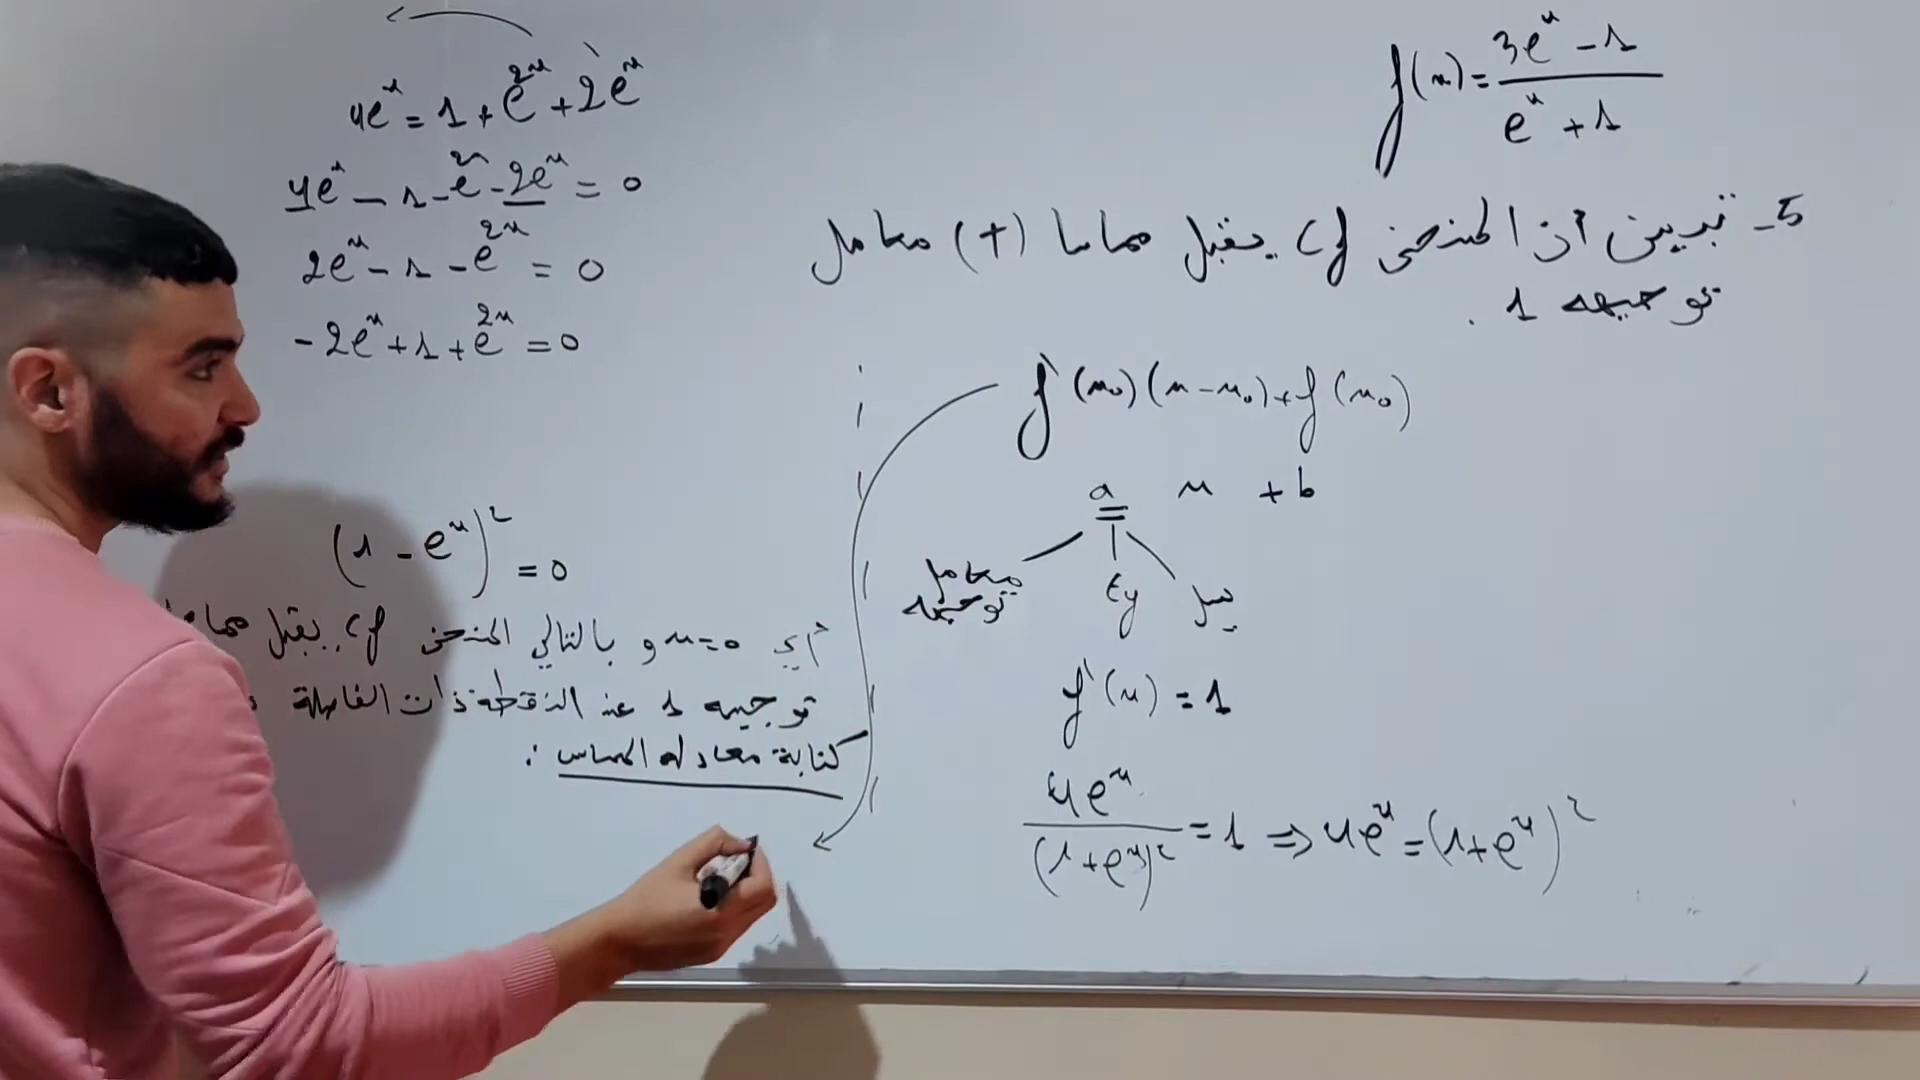 f(x) = (3e^x - 1)/(e^x + 1)
5- تبيين أن المنحنى Cf يقبل مماسا (T) معامل
توجيهه 1 .
f'(x₀)(x - x₀) + f(x₀)
a x + b
معامل توجيهه ty ميل
f'(x) = 1
4e^x/(1+e^x)² = 1 ⇒ 4e^x = (1+e^x)²
4e^x = 1 + e^2x + 2e^x
4e^x - 1 - e^2x - 2e^x = 0
2e^x - 1 - e^2x = 0
-2e^x + 1 + e^2x = 0
(1 - e^x)² = 0
أي x=0 و بالتالي المنحنى Cf يقبل
توجيهه 1 عند النقطة ذات الفاصلة
كتابة معادلة المماس :